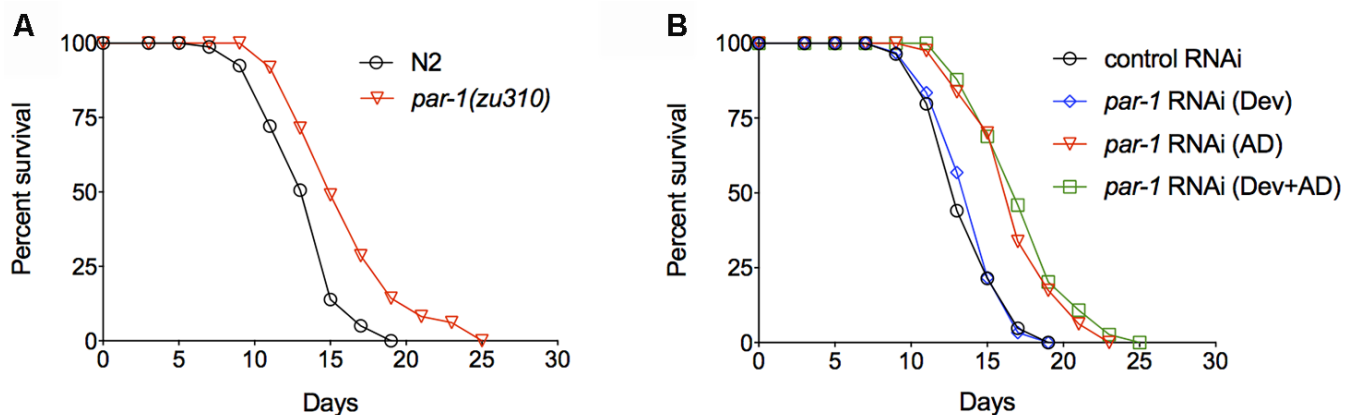 A
Percent survival
100
75
50
25
0
0 5 10 15 20 25 30
Days
N2
par-1(zu310)
B
Percent survival
100
75
50
25
0
0 5 10 15 20 25 30
Days
control RNAi
par-1 RNAi (Dev)
par-1 RNAi (AD)
par-1 RNAi (Dev+AD)